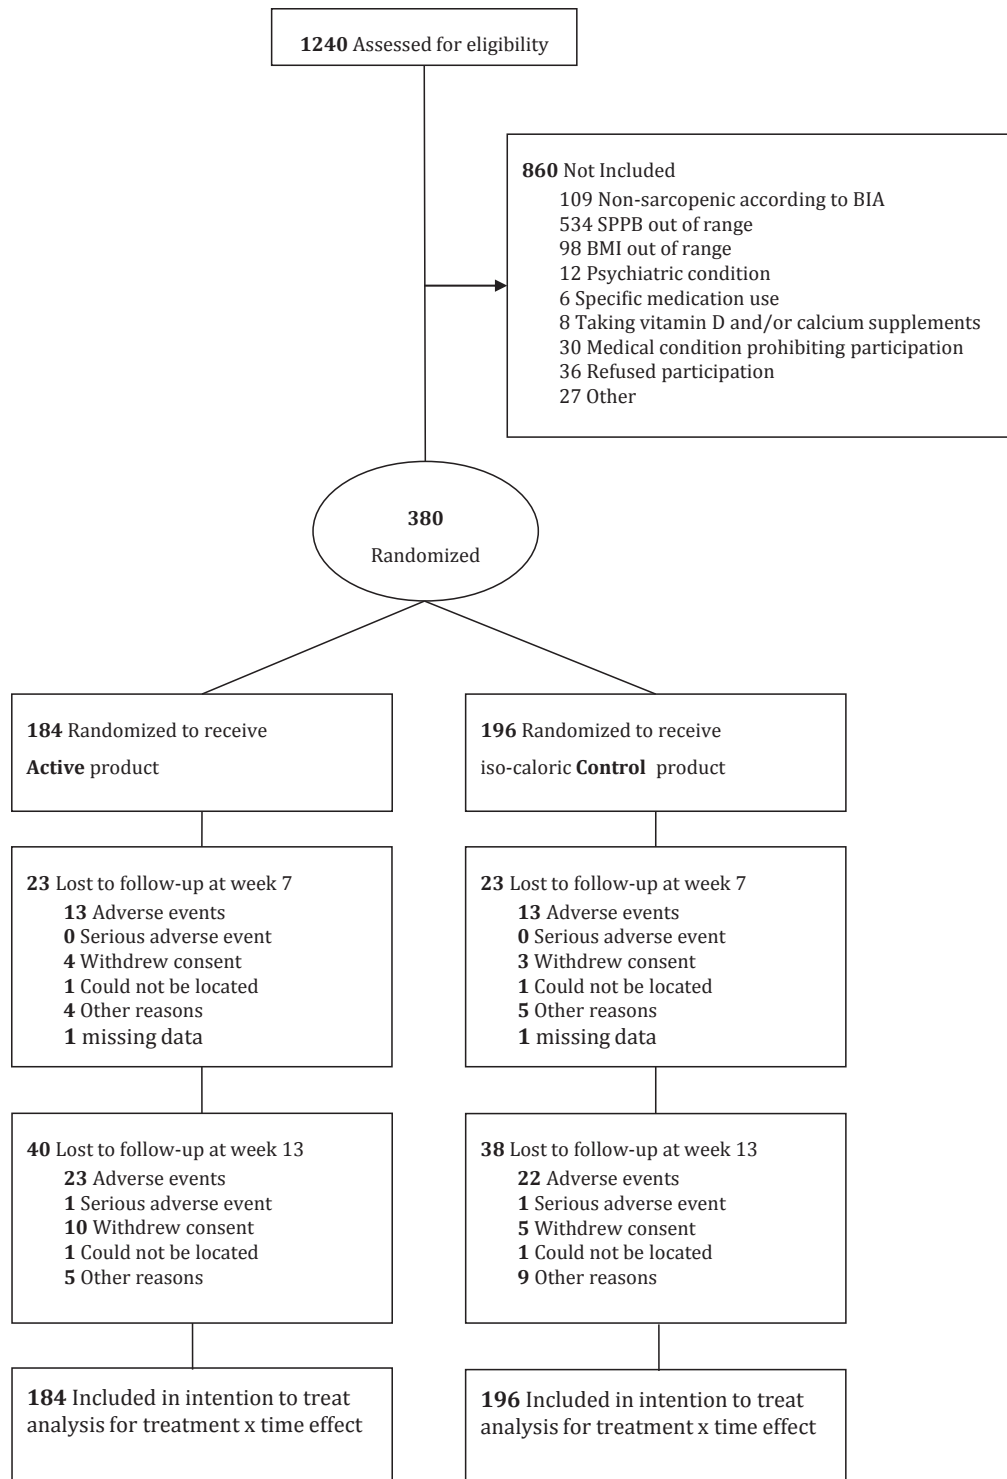 1240 Assessed for eligibility
860 Not Included
109 Non-sarcopenic according to BIA
534 SPPB out of range
98 BMI out of range
12 Psychiatric condition
6 Specific medication use
8 Taking vitamin D and/or calcium supplements
30 Medical condition prohibiting participation
36 Refused participation
27 Other
380
Randomized
184 Randomized to receive
Active product
196 Randomized to receive
iso-caloric Control product
23 Lost to follow-up at week 7
13 Adverse events
0 Serious adverse event
4 Withdrew consent
1 Could not be located
4 Other reasons
1 missing data
23 Lost to follow-up at week 7
13 Adverse events
0 Serious adverse event
3 Withdrew consent
1 Could not be located
5 Other reasons
1 missing data
40 Lost to follow-up at week 13
23 Adverse events
1 Serious adverse event
10 Withdrew consent
1 Could not be located
5 Other reasons
38 Lost to follow-up at week 13
22 Adverse events
1 Serious adverse event
5 Withdrew consent
1 Could not be located
9 Other reasons
184 Included in intention to treat
analysis for treatment x time effect
196 Included in intention to treat
analysis for treatment x time effect